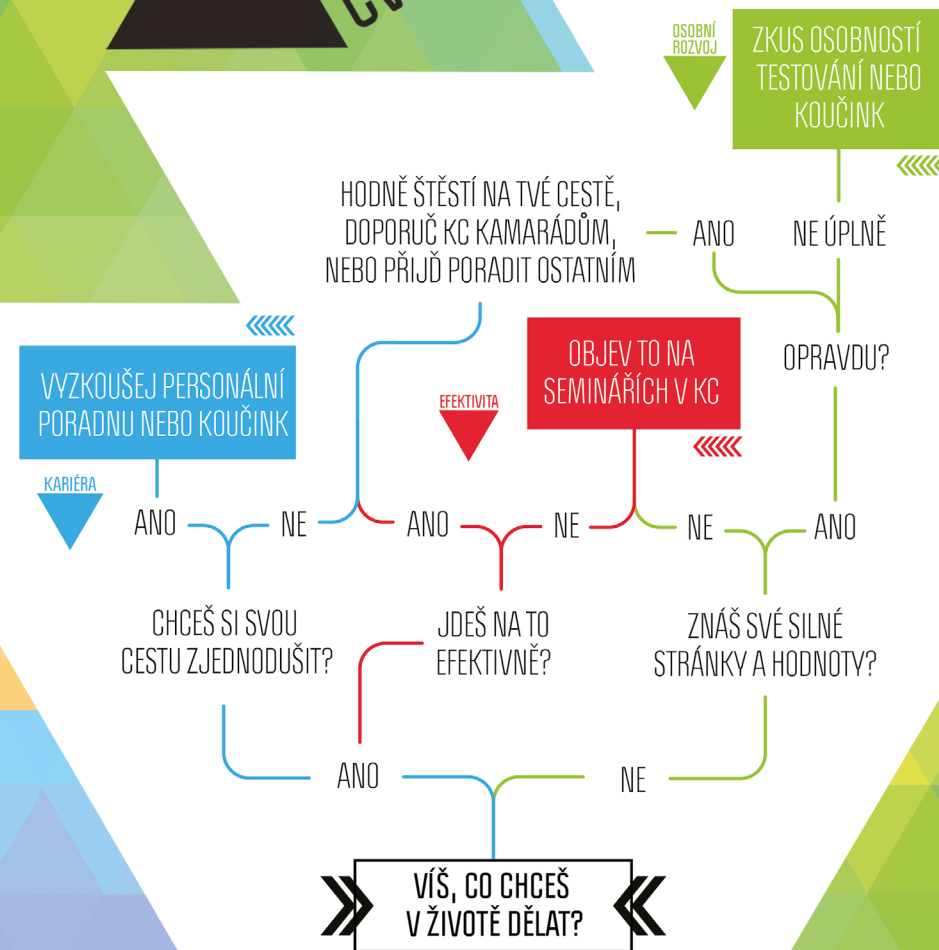 CV
OSOBNÍ
ROZVOJ
ZKUS OSOBNOSTÍ
TESTOVÁNÍ NEBO
KOUČINK
HODNĚ ŠTĚSTÍ NA TVÉ CESTĚ,
DOPORUČ KC KAMARÁDŮM,
NEBO PŘIJĎ PORADIT OSTATNÍM
ANO
NE ÚPLNĚ
OPRAVDU?
VYZKOUŠEJ PERSONÁLNÍ
PORADNU NEBO KOUČINK
EFEKTIVITA
OBJEV TO NA
SEMINÁŘÍCH V KC
KARIÉRA
ANO
NE
ANO
NE
NE
ANO
CHCEŠ SI SVOU
CESTU ZJEDNODUŠIT?
JDEŠ NA TO
EFEKTIVNĚ?
ZNÁŠ SVÉ SILNÉ
STRÁNKY A HODNOTY?
ANO
NE
VÍŠ, CO CHCEŠ
V ŽIVOTĚ DĚLAT?